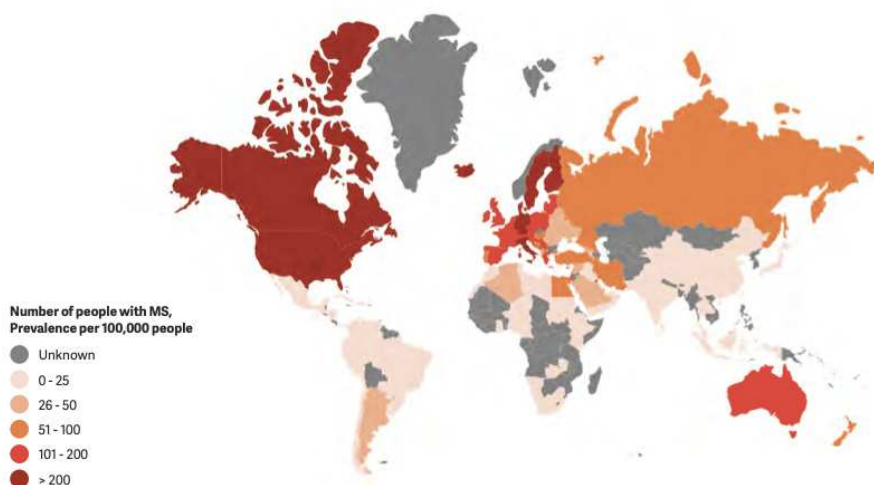 Number of people with MS,
Prevalence per 100,000 people
Unknown
0 - 25
26 - 50
51 - 100
101 - 200
> 200